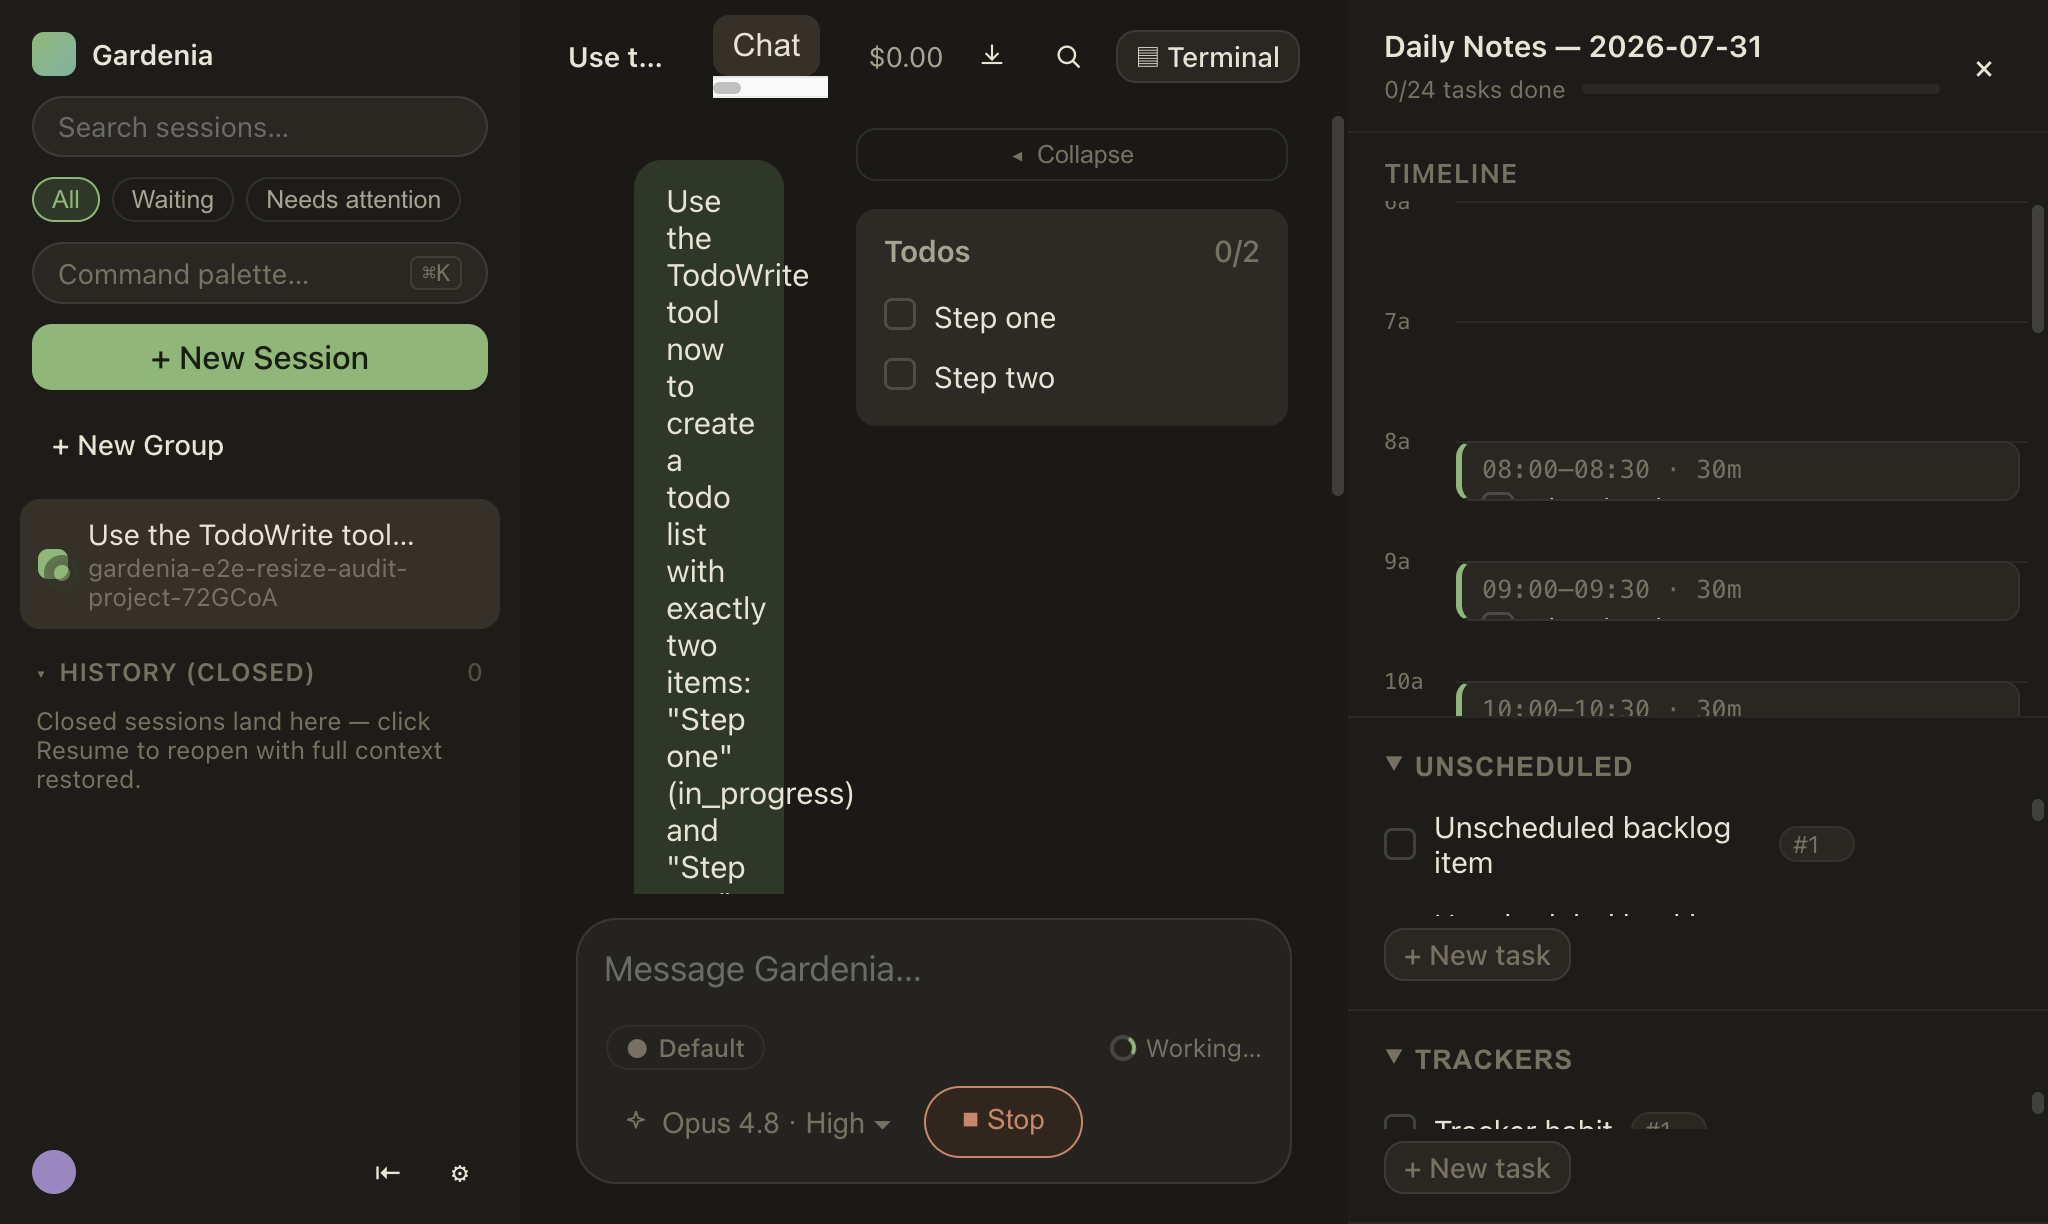 Gardenia
Search sessions...
All
Waiting
Needs attention
Command palette...
⌘K
+ New Session
+ New Group
Use the TodoWrite tool...
gardenia-e2e-resize-audit-
project-72GCoA
▾ HISTORY (CLOSED)
0
Closed sessions land here — click
Resume to reopen with full context
restored.
Use t...
Chat
$0.00
Terminal
◂ Collapse
Use
the
TodoWrite
tool
now
to
create
a
todo
list
with
exactly
two
items:
"Step
one"
(in_progress)
and
"Step
Todos
0/2
Step one
Step two
Message Gardenia...
Default
Working...
Opus 4.8 · High
Stop
Daily Notes — 2026-07-31
0/24 tasks done
TIMELINE
6a
7a
8a
08:00–08:30 · 30m
9a
09:00–09:30 · 30m
10a
10:00–10:30 · 30m
▼ UNSCHEDULED
Unscheduled backlog
item
#1
+ New task
▼ TRACKERS
Tracker habit
#1
+ New task